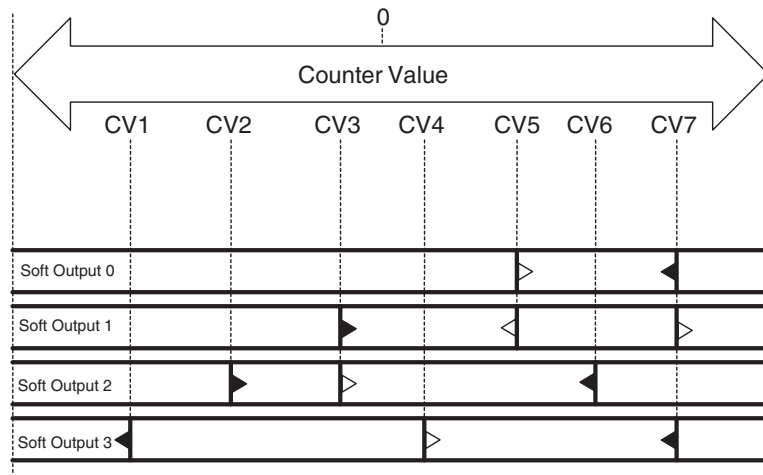 0
Counter Value
CV1 CV2 CV3 CV4 CV5 CV6 CV7
Soft Output 0
Soft Output 1
Soft Output 2
Soft Output 3